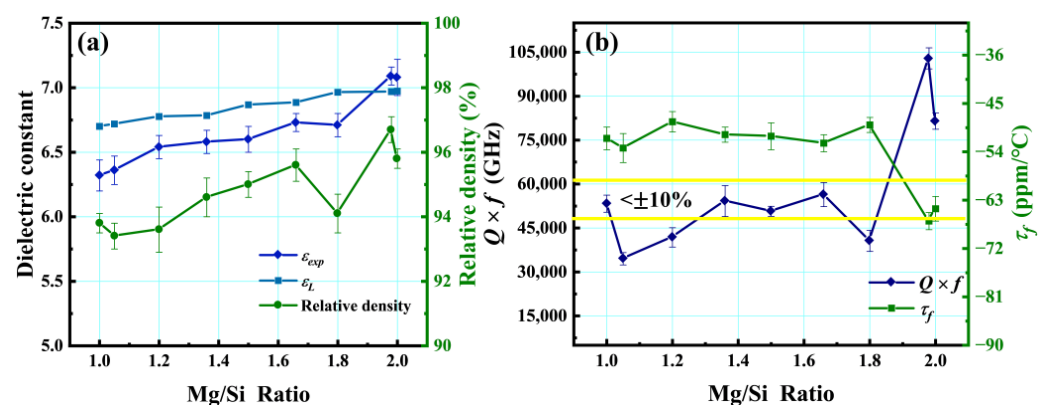 (a)
7.5
7.0
6.5
6.0
5.5
5.0
Dielectric constant
100
98
96
94
92
90
Relative density (%)
ε_exp
ε_L
Relative density
1.0 1.2 1.4 1.6 1.8 2.0
Mg/Si Ratio
(b)
105,000
90,000
75,000
60,000
45,000
30,000
15,000
Q × f (GHz)
−36
−45
−54
−63
−72
−81
−90
τ_f (ppm/°C)
<±10%
Q × f
τ_f
1.0 1.2 1.4 1.6 1.8 2.0
Mg/Si Ratio